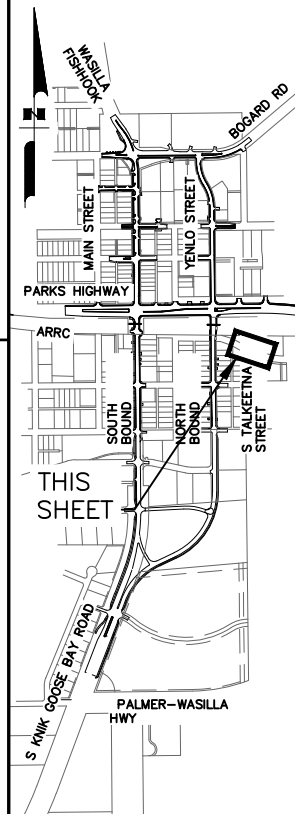 WASILLA
FISHHOOK
BOGARD RD
N
MAIN STREET
YENLO STREET
PARKS HIGHWAY
ARRC
SOUTH
BOUND
NORTH
BOUND
S TALKEETNA
STREET
THIS
SHEET
S KNIK GOOSE BAY ROAD
PALMER-WASILLA
HWY